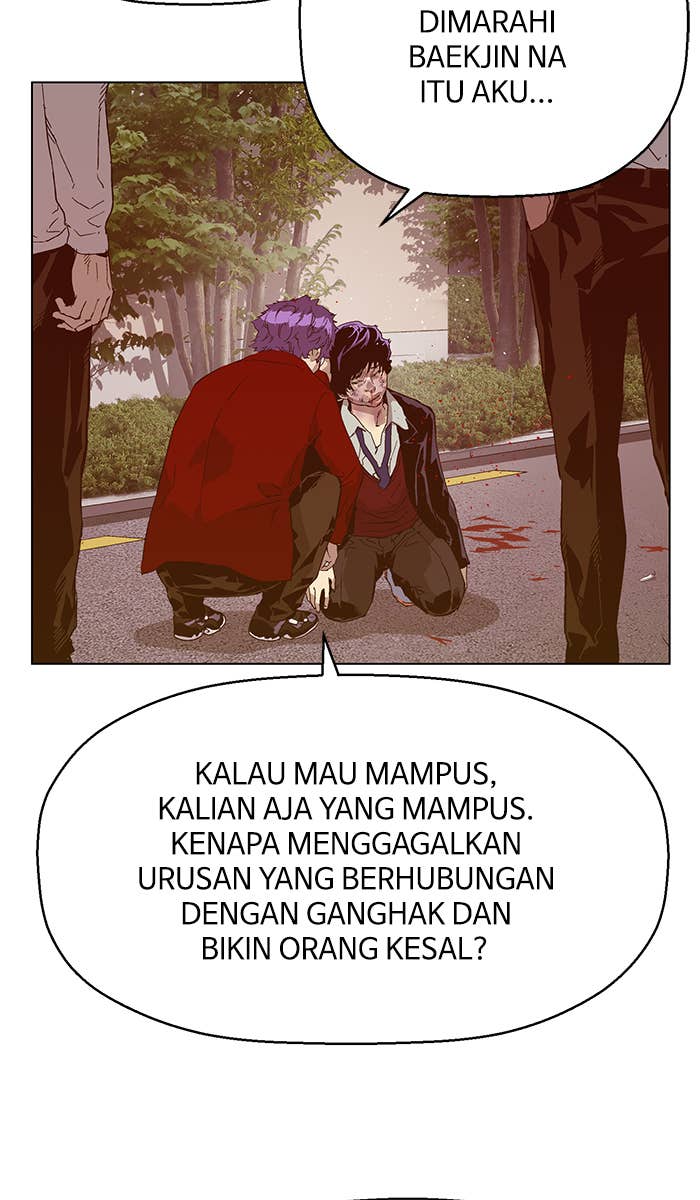 DIMARAHI
BAEKJIN NA
ITU AKU...
KALAU MAU MAMPUS,
KALIAN AJA YANG MAMPUS.
KENAPA MENGGAGALKAN
URUSAN YANG BERHUBUNGAN
DENGAN GANGHAK DAN
BIKIN ORANG KESAL?